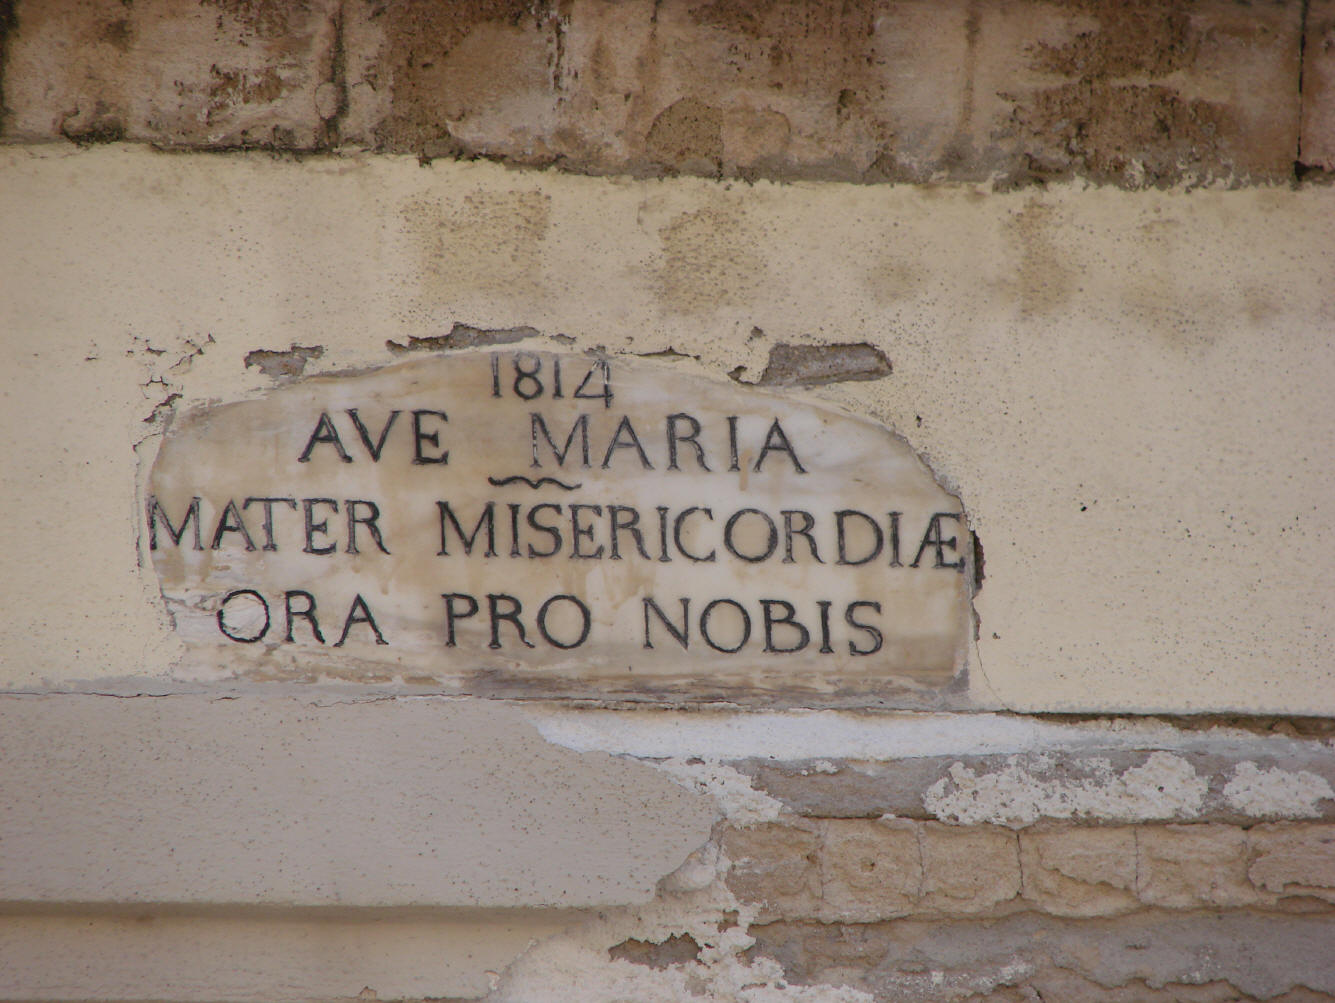 1814
AVE MARIA
MATER MISERICORDIÆ
ORA PRO NOBIS